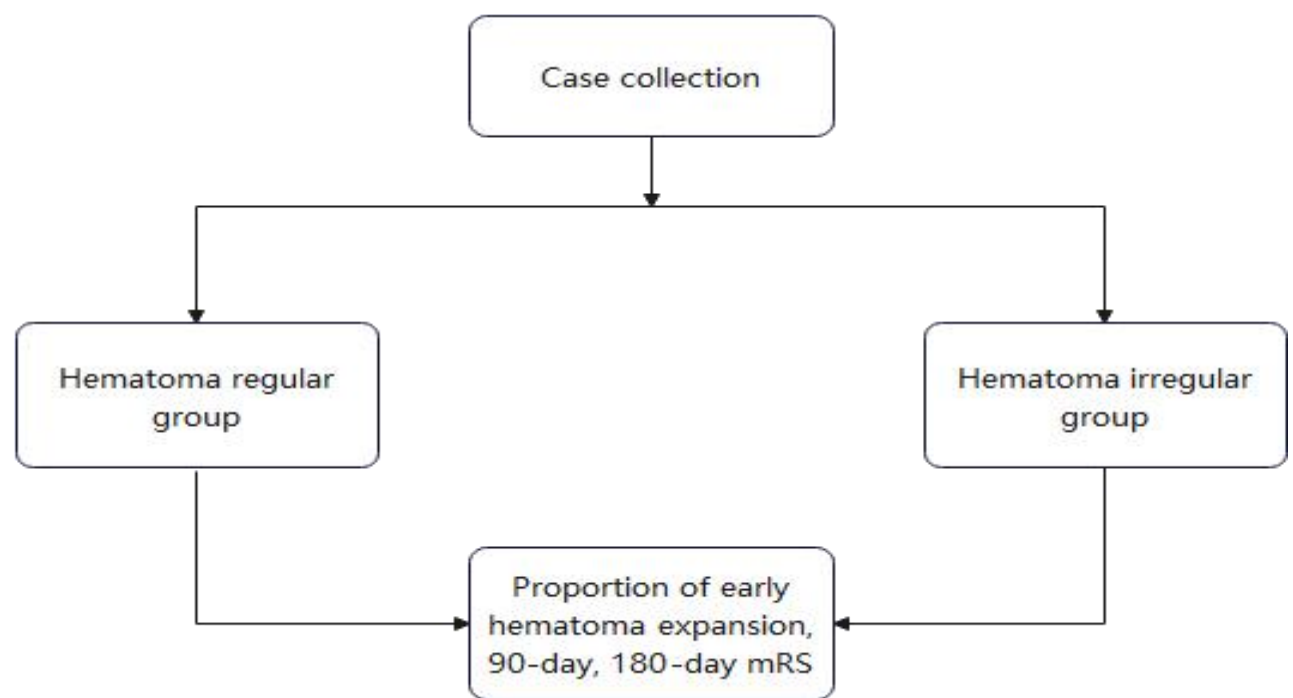 Case collection
Hematoma regular
group
Hematoma irregular
group
Proportion of early
hematoma expansion,
90-day, 180-day mRS